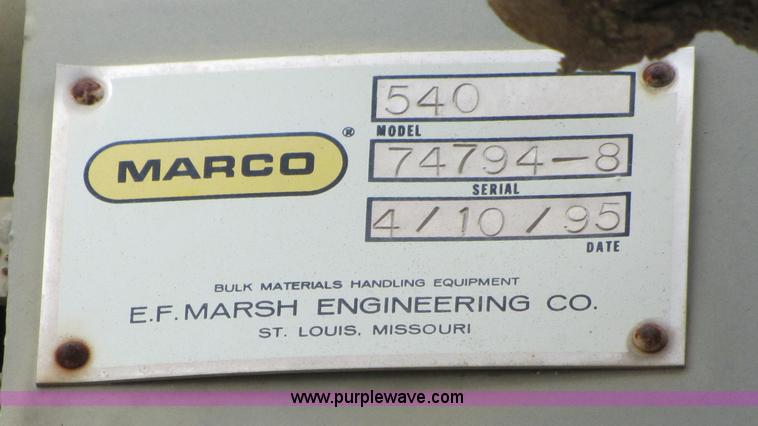 MARCO®
540
MODEL
74794-8
SERIAL
4/10/95
DATE
BULK MATERIALS HANDLING EQUIPMENT
E.F. MARSH ENGINEERING CO.
ST. LOUIS, MISSOURI
www.purplewave.com